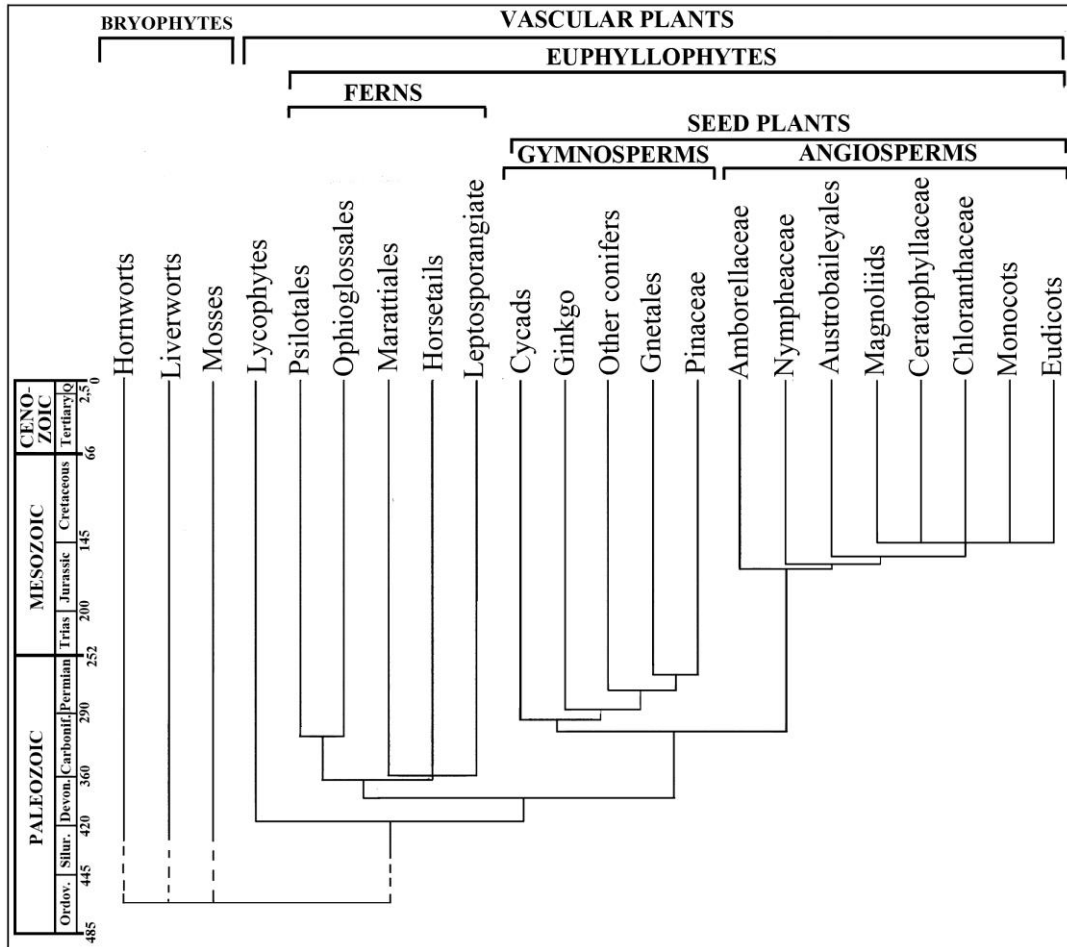 BRYOPHYTES
VASCULAR PLANTS
EUPHYLLOPHYTES
FERNS
SEED PLANTS
GYMNOSPERMS
ANGIOSPERMS
Hornworts
Liverworts
Mosses
Lycophytes
Psilotales
Ophioglossales
Marattiales
Horsetails
Leptosporangiate
Cycads
Ginkgo
Other conifers
Gnetales
Pinaceae
Amborellaceae
Nympheaceae
Austrobaileyales
Magnoliids
Ceratophyllaceae
Chloranthaceae
Monocots
Eudicots
CENO-
ZOIC
Q
Tertiary
0
2,5
66
MESOZOIC
Cretaceous
145
Jurassic
200
Trias
252
PALEOZOIC
Permian
290
Carbonif.
360
Devon.
420
Silur.
445
Ordov.
485